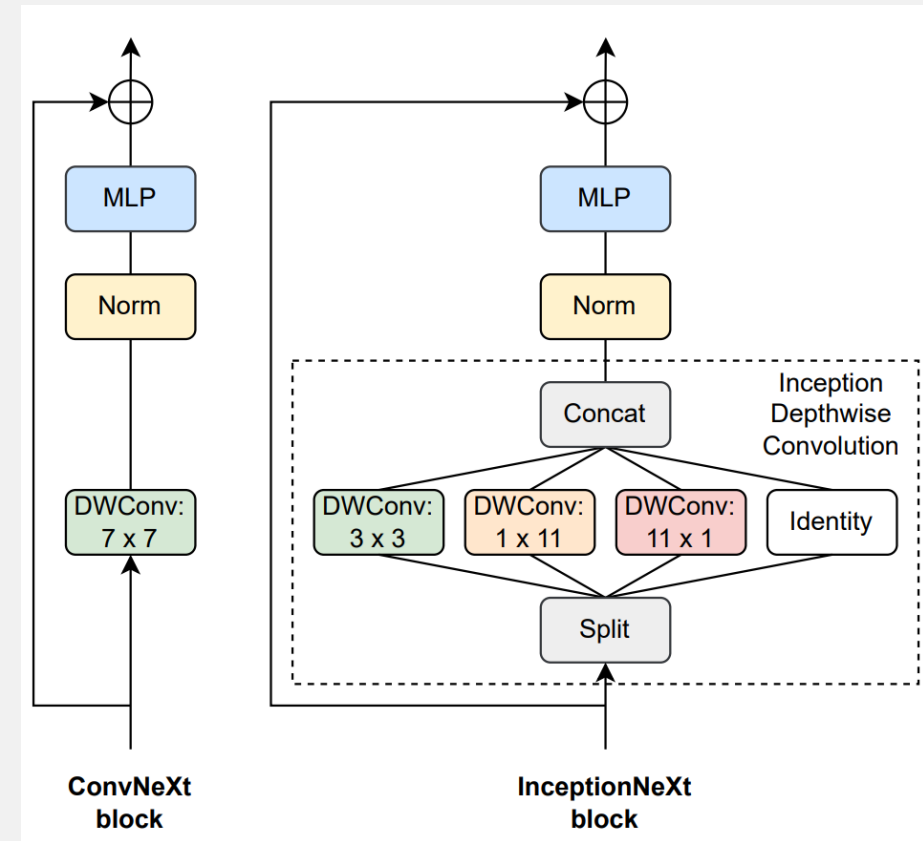 MLP
Norm
DWConv:
7 x 7
ConvNeXt
block
MLP
Norm
Inception
Depthwise
Convolution
Concat
DWConv:
3 x 3
DWConv:
1 x 11
DWConv:
11 x 1
Identity
Split
InceptionNeXt
block